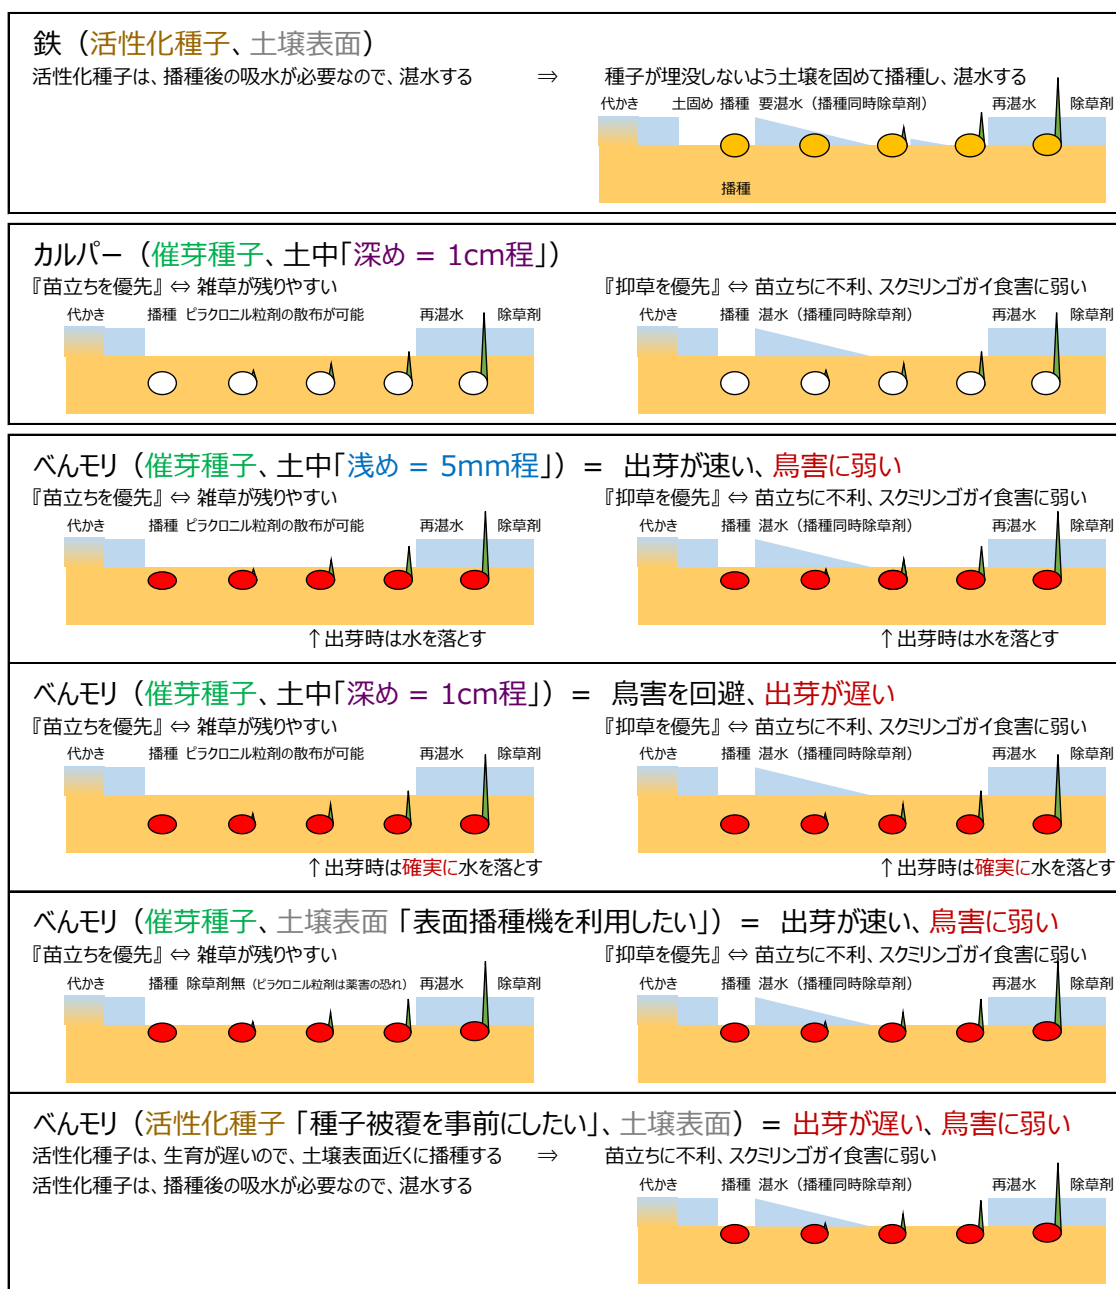 鉄（活性化種子、土壌表面）
活性化種子は、播種後の吸水が必要なので、湛水する ⇒ 種子が埋没しないよう土壌を固めて播種し、湛水する
代かき 土固め 播種 要湛水（播種同時除草剤） 再湛水 除草剤
播種
カルパー（催芽種子、土中「深め = 1cm程」）
『苗立ちを優先』⇔ 雑草が残りやすい 『抑草を優先』⇔ 苗立ちに不利、スクミリンゴガイ食害に弱い
代かき 播種 ピラクロニル粒剤の散布が可能 再湛水 除草剤 代かき 播種 湛水（播種同時除草剤） 再湛水 除草剤
べんモリ（催芽種子、土中「浅め = 5mm程」） = 出芽が速い、鳥害に弱い
『苗立ちを優先』⇔ 雑草が残りやすい 『抑草を優先』⇔ 苗立ちに不利、スクミリンゴガイ食害に弱い
代かき 播種 ピラクロニル粒剤の散布が可能 再湛水 除草剤 代かき 播種 湛水（播種同時除草剤） 再湛水 除草剤
↑出芽時は水を落とす ↑出芽時は水を落とす
べんモリ（催芽種子、土中「深め = 1cm程」） = 鳥害を回避、出芽が遅い
『苗立ちを優先』⇔ 雑草が残りやすい 『抑草を優先』⇔ 苗立ちに不利、スクミリンゴガイ食害に弱い
代かき 播種 ピラクロニル粒剤の散布が可能 再湛水 除草剤 代かき 播種 湛水（播種同時除草剤） 再湛水 除草剤
↑出芽時は確実に水を落とす ↑出芽時は確実に水を落とす
べんモリ（催芽種子、土壌表面「表面播種機を利用したい」） = 出芽が速い、鳥害に弱い
『苗立ちを優先』⇔ 雑草が残りやすい 『抑草を優先』⇔ 苗立ちに不利、スクミリンゴガイ食害に弱い
代かき 播種 除草剤無（ピラクロニル粒剤は薬害の恐れ） 再湛水 除草剤 代かき 播種 湛水（播種同時除草剤） 再湛水 除草剤
べんモリ（活性化種子「種子被覆を事前にしたい」、土壌表面）= 出芽が遅い、鳥害に弱い
活性化種子は、生育が遅いので、土壌表面近くに播種する ⇒ 苗立ちに不利、スクミリンゴガイ食害に弱い
活性化種子は、播種後の吸水が必要なので、湛水する
代かき 播種 湛水（播種同時除草剤） 再湛水 除草剤